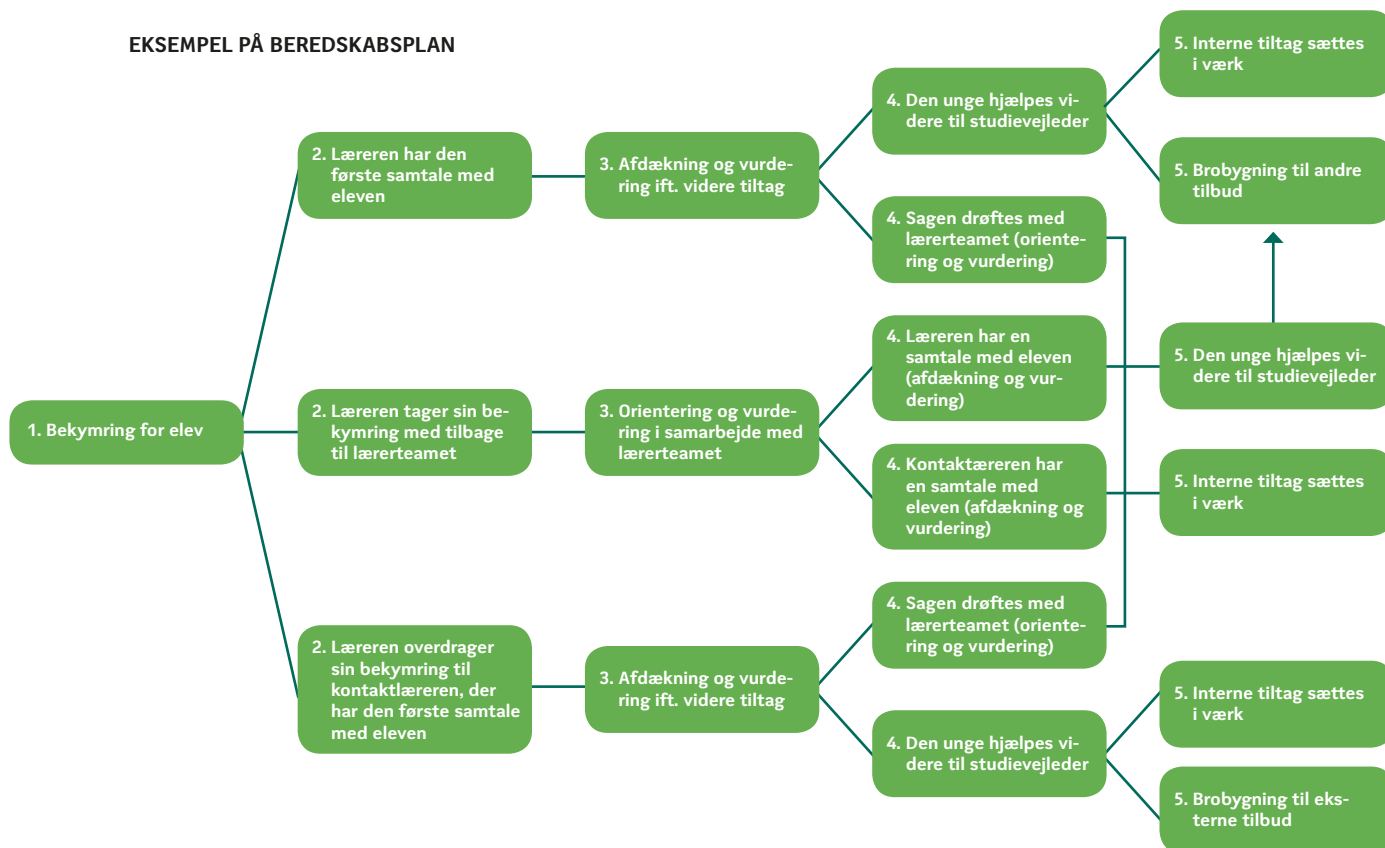 EKSEMPEL PÅ BEREDSKABSPLAN
1. Bekymring for elev
2. Læreren har den
første samtale med
eleven
2. Læreren tager sin be-
kymring med tilbage
til lærerteamet
2. Læreren overdrager
sin bekymring til
kontaktlæreren, der
har den første samtale
med eleven
3. Afdækning og vurde-
ring ift. videre tiltag
3. Orientering og vurde-
ring i samarbejde med
lærerteamet
3. Afdækning og vurde-
ring ift. videre tiltag
4. Den unge hjælpes vi-
dere til studievejleder
4. Sagen drøftes med
lærerteamet (oriente-
ring og vurdering)
4. Læreren har en
samtale med eleven
(afdækning og vur-
dering)
4. Kontaktæreren har
en samtale med
eleven (afdækning og
vurdering)
4. Sagen drøftes med
lærerteamet (oriente-
ring og vurdering)
4. Den unge hjælpes vi-
dere til studievejleder
5. Interne tiltag sættes
i værk
5. Brobygning til andre
tilbud
5. Den unge hjælpes vi-
dere til studievejleder
5. Interne tiltag sættes
i værk
5. Interne tiltag sættes
i værk
5. Brobygning til eks-
terne tilbud